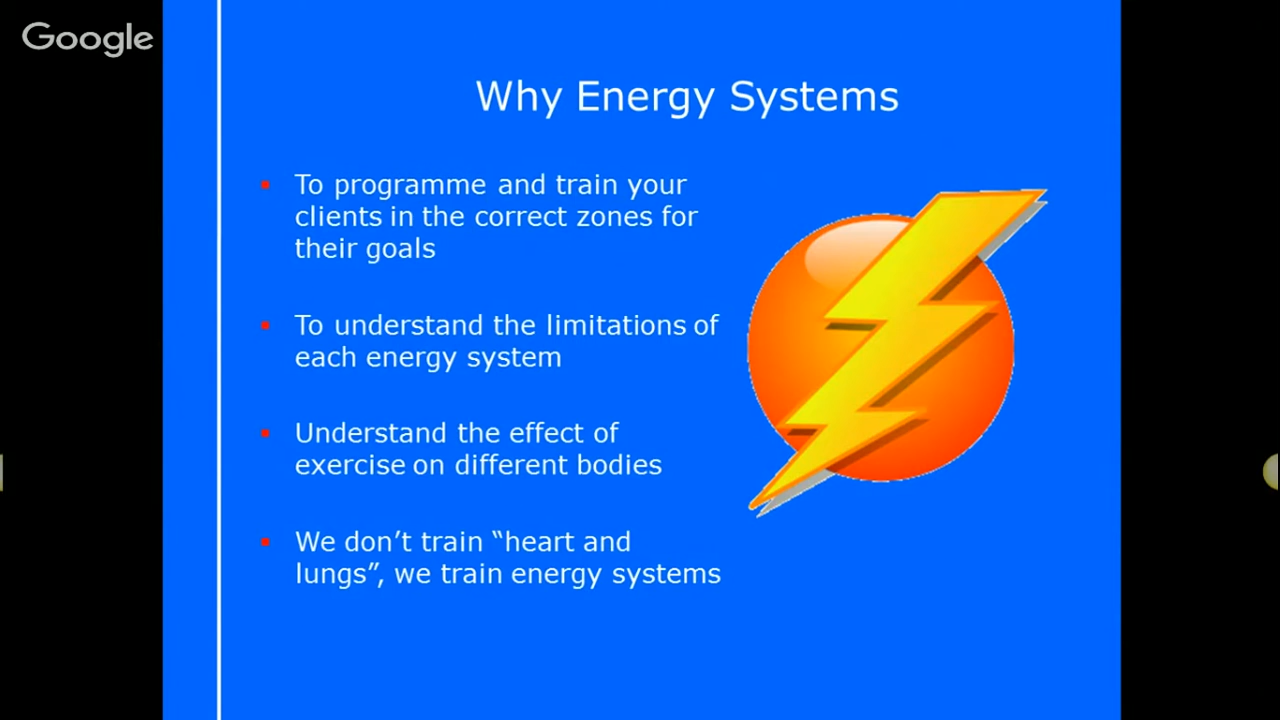 Google
Why Energy Systems
To programme and train your
clients in the correct zones for
their goals
To understand the limitations of
each energy system
Understand the effect of
exercise on different bodies
We don’t train “heart and
lungs”, we train energy systems